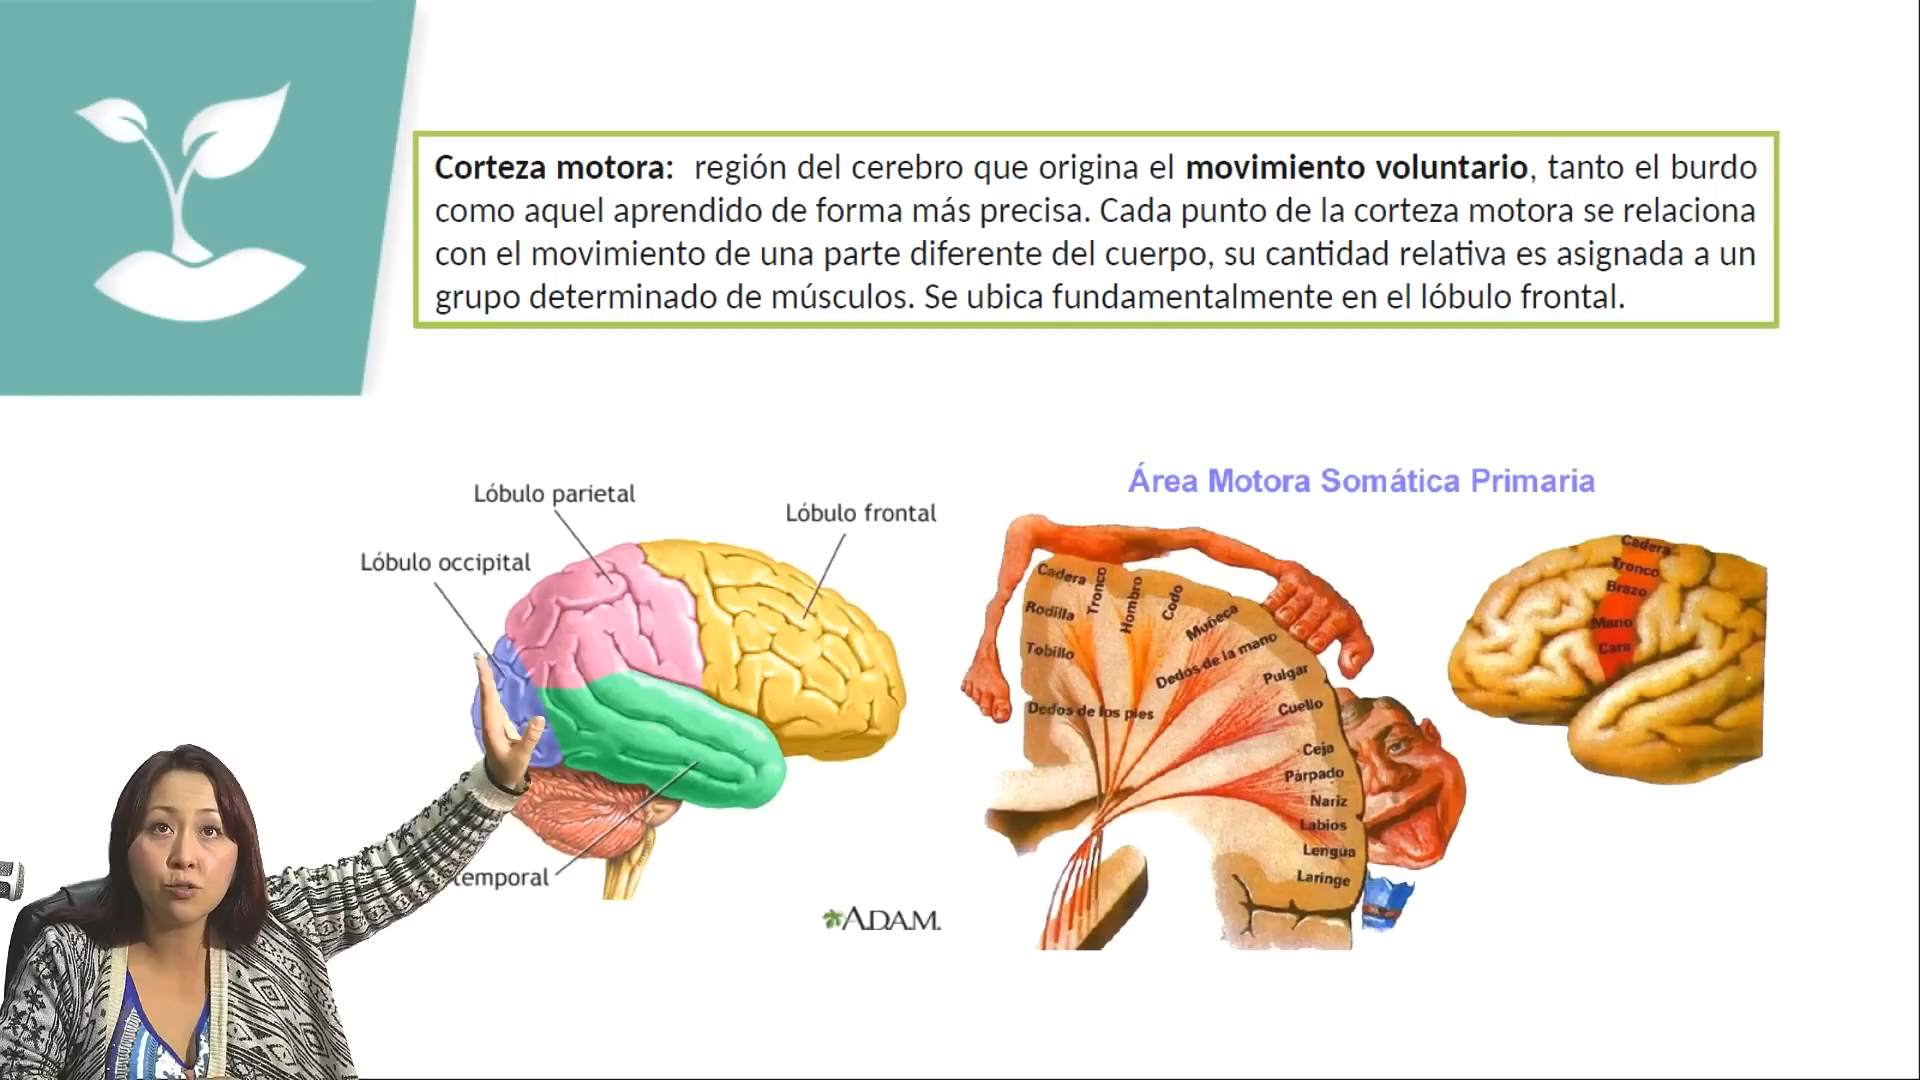 Corteza motora: región del cerebro que origina el movimiento voluntario, tanto el burdo
como aquel aprendido de forma más precisa. Cada punto de la corteza motora se relaciona
con el movimiento de una parte diferente del cuerpo, su cantidad relativa es asignada a un
grupo determinado de músculos. Se ubica fundamentalmente en el lóbulo frontal.
Lóbulo parietal
Lóbulo frontal
Lóbulo occipital
temporal
A.D.A.M.
Área Motora Somática Primaria
Cadera
Tronco
Hombro
Codo
Muñeca
Rodilla
Tobillo
Dedos de la mano
Pulgar
Dedos de los pies
Cuello
Ceja
Párpado
Nariz
Labios
Lengua
Laringe
Cadera
Tronco
Brazo
Mano
Cara